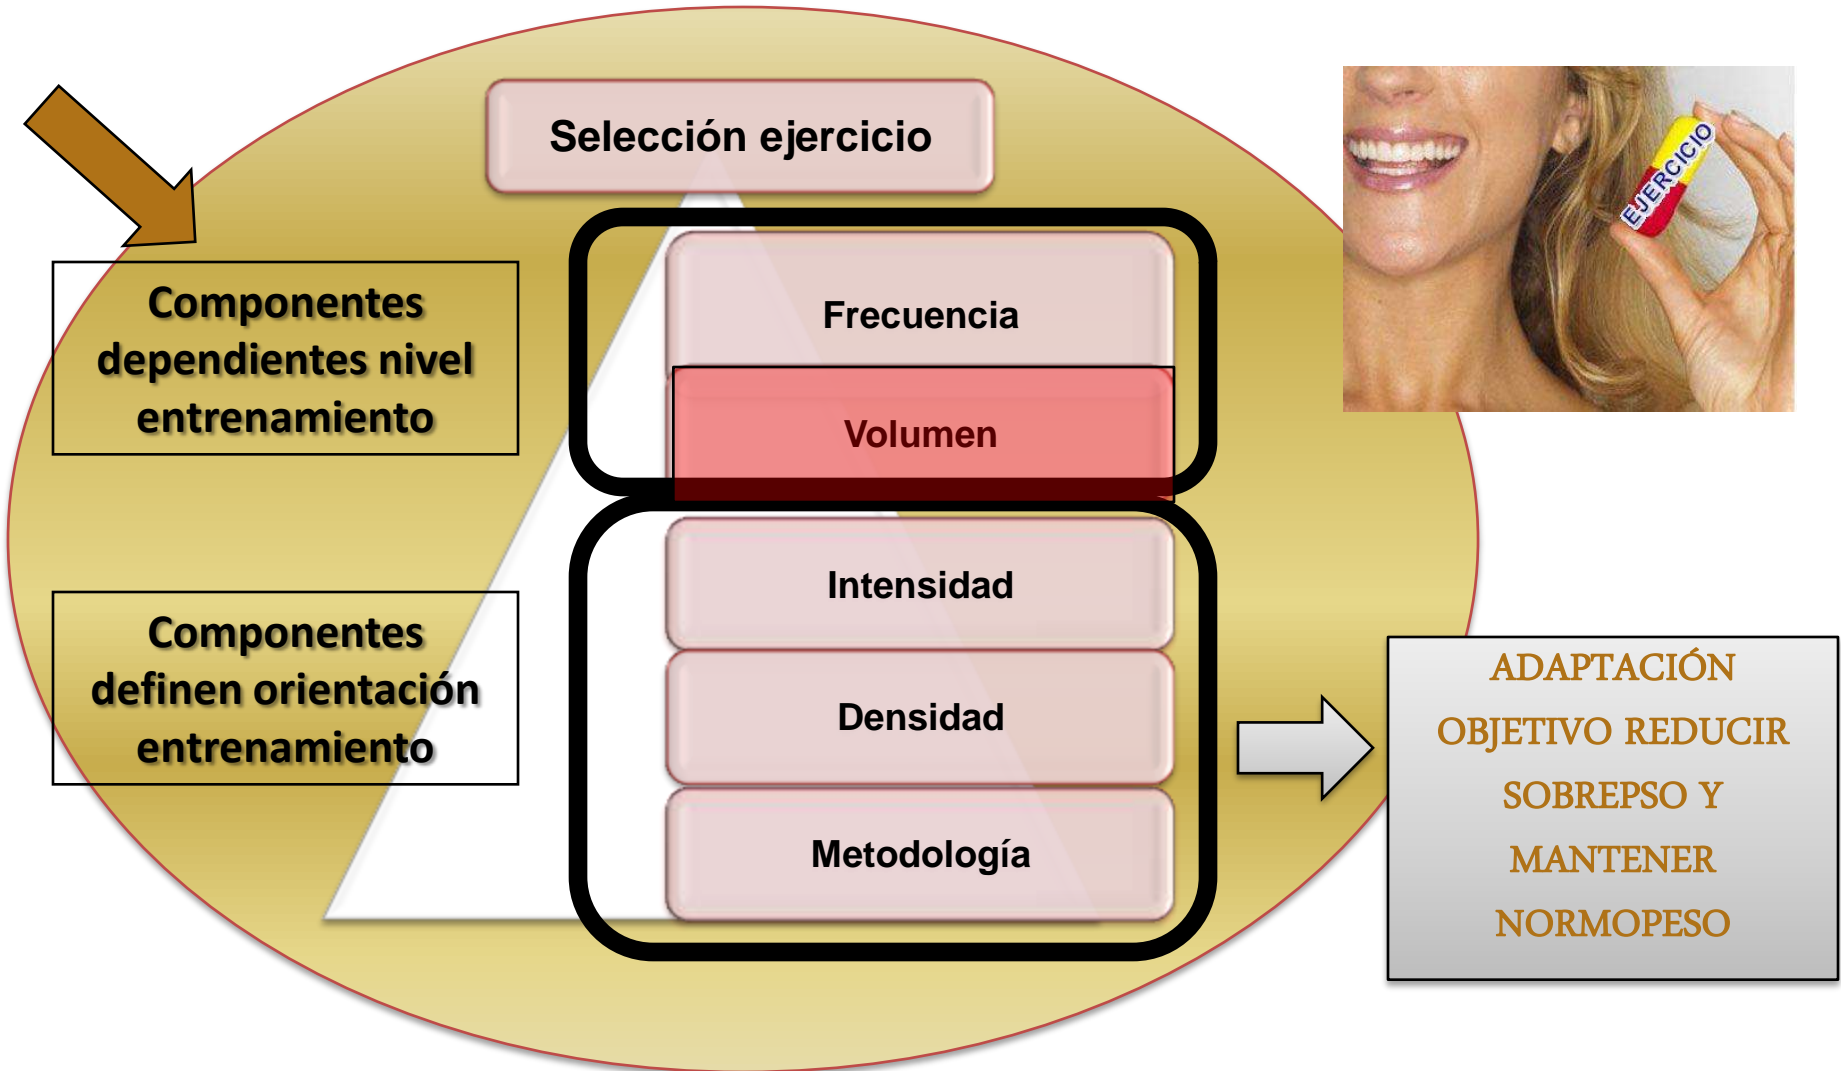 Selección ejercicio
EJERCICIO
Componentes
dependientes nivel
entrenamiento
Frecuencia
Volumen
Componentes
definen orientación
entrenamiento
Intensidad
Densidad
Metodología
ADAPTACIÓN
OBJETIVO REDUCIR
SOBREPSO Y
MANTENER
NORMOPESO